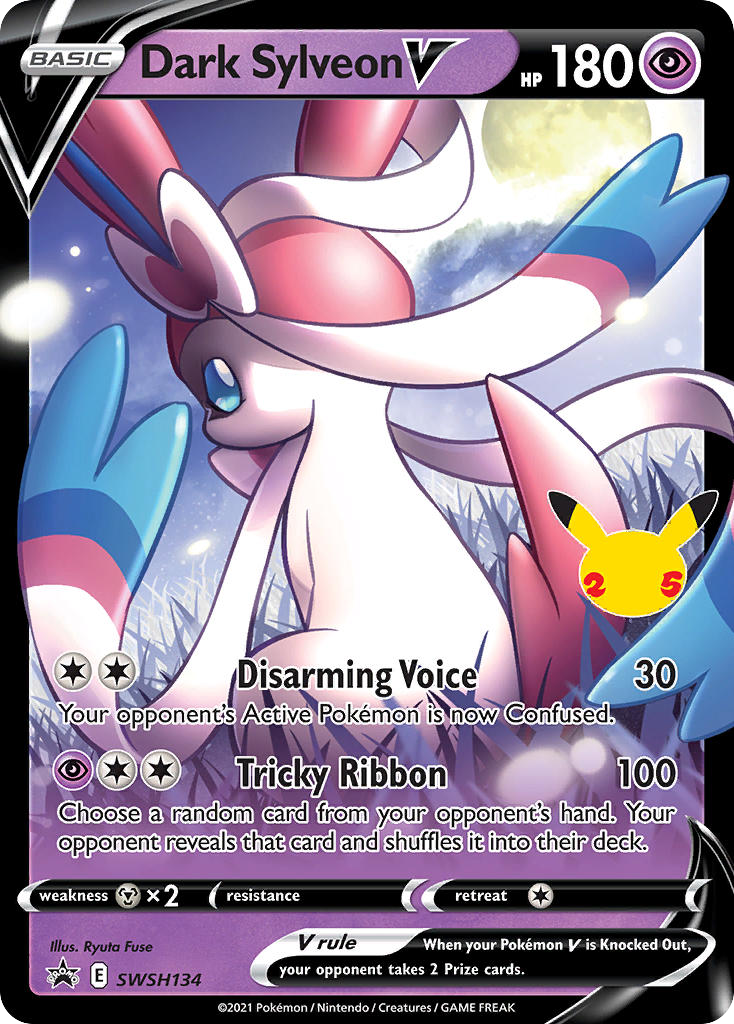 BASIC Dark Sylveon V HP 180
25
Disarming Voice 30
Your opponent's Active Pokémon is now Confused.
Tricky Ribbon 100
Choose a random card from your opponent's hand. Your
opponent reveals that card and shuffles it into their deck.
weakness ×2 resistance retreat
Illus. Ryuta Fuse
V rule When your Pokémon V is Knocked Out,
your opponent takes 2 Prize cards.
PROMO E SWSH134
©2021 Pokémon / Nintendo / Creatures / GAME FREAK